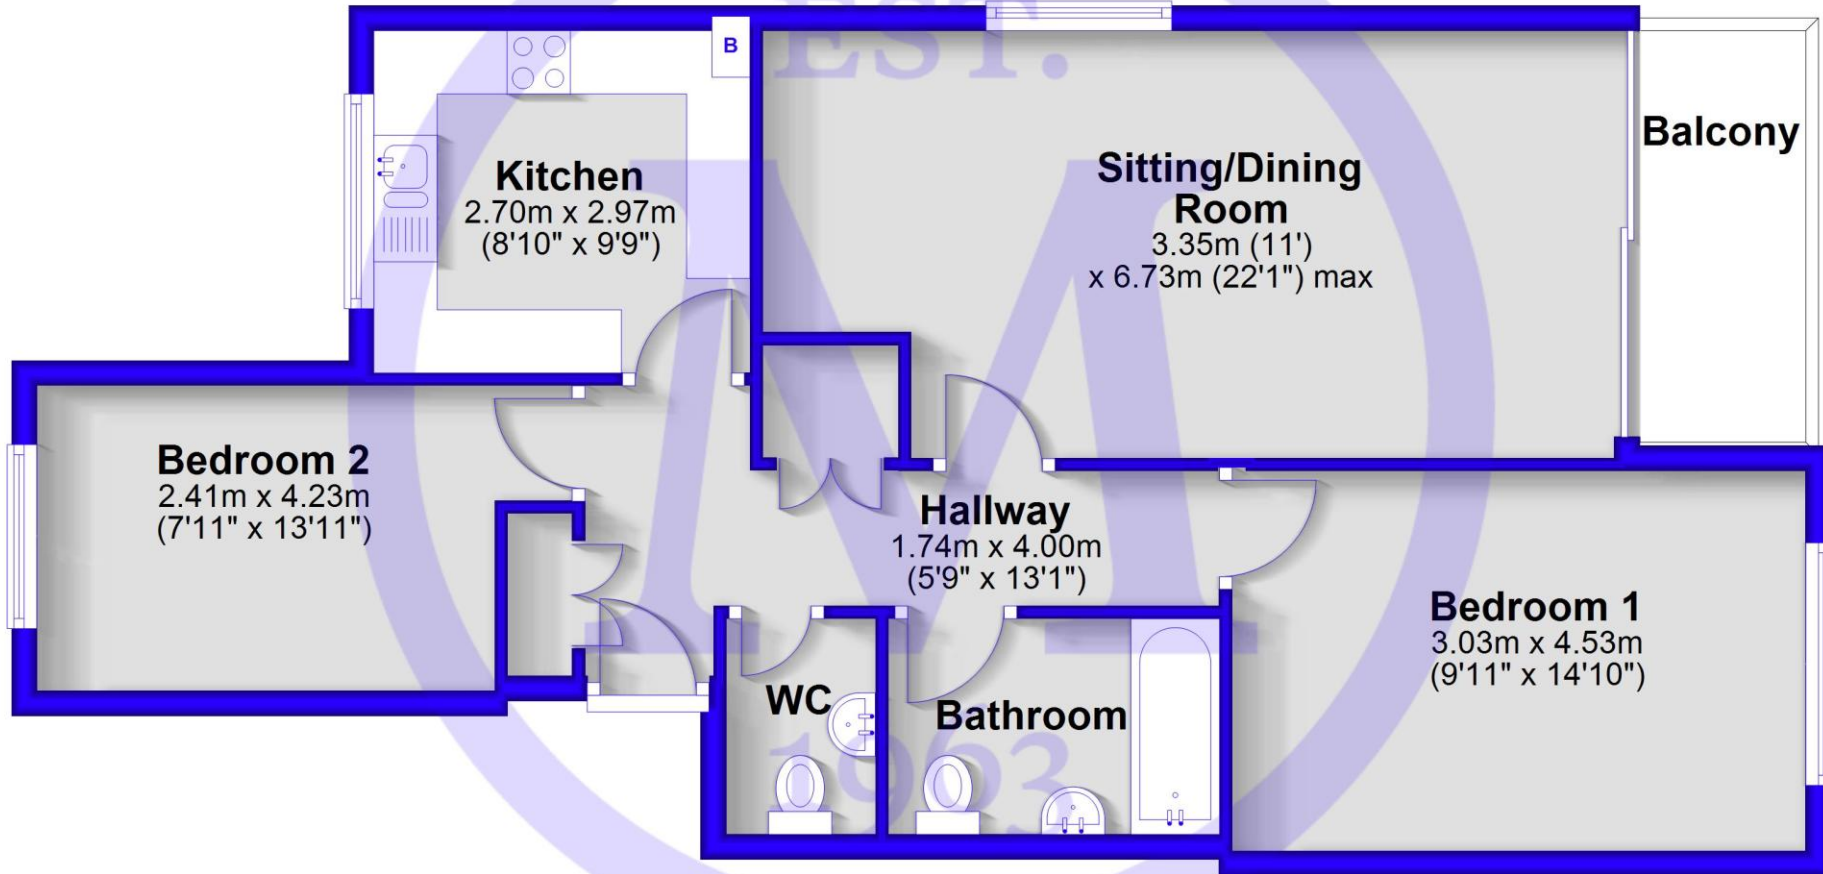 EST.
B
Kitchen
2.70m x 2.97m
(8'10" x 9'9")
Sitting/Dining
Room
3.35m (11')
x 6.73m (22'1") max
Balcony
Bedroom 2
2.41m x 4.23m
(7'11" x 13'11")
Hallway
1.74m x 4.00m
(5'9" x 13'1")
Bedroom 1
3.03m x 4.53m
(9'11" x 14'10")
WC
Bathroom
M
1963